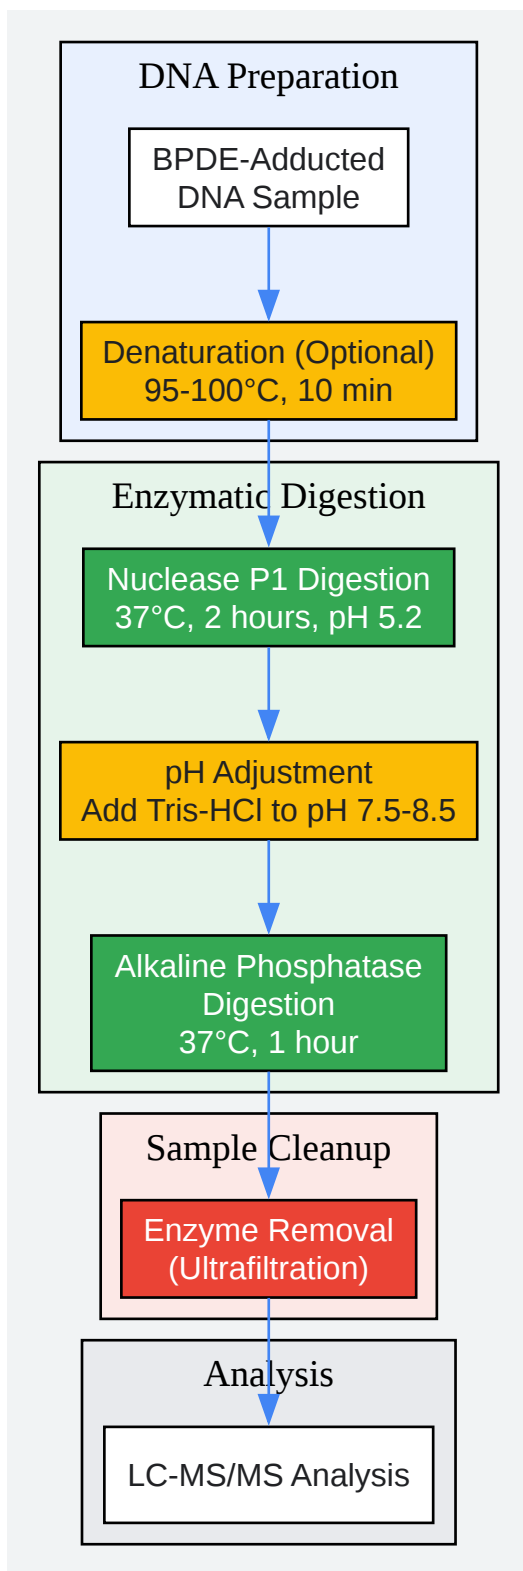 DNA Preparation
BPDE-Adducted
DNA Sample
Denaturation (Optional)
95-100°C, 10 min
Enzymatic Digestion
Nuclease P1 Digestion
37°C, 2 hours, pH 5.2
pH Adjustment
Add Tris-HCl to pH 7.5-8.5
Alkaline Phosphatase
Digestion
37°C, 1 hour
Sample Cleanup
Enzyme Removal
(Ultrafiltration)
Analysis
LC-MS/MS Analysis